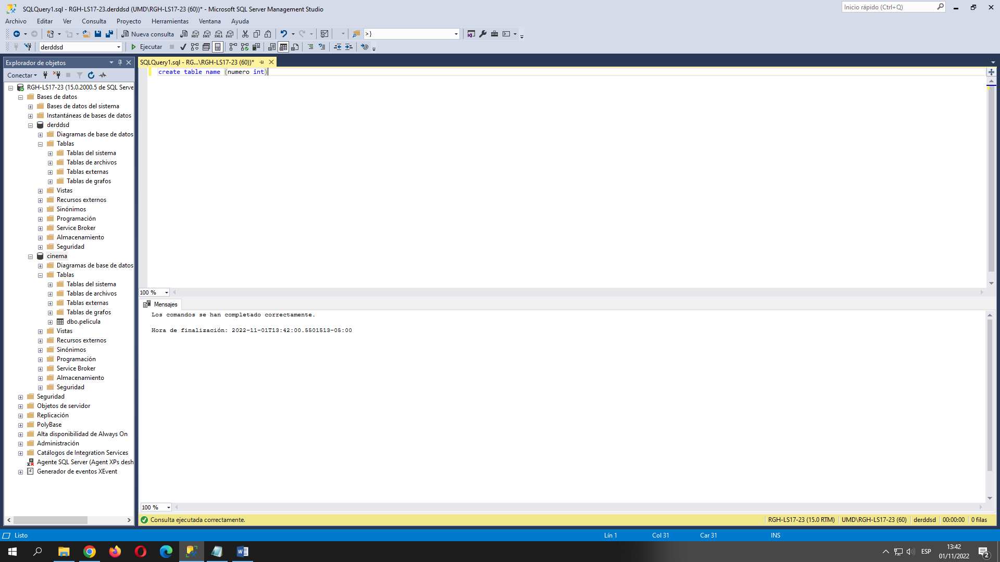 SQLQuery1.sql - RGH-LS17-23.derddsd (UMD\RGH-LS17-23 (60))* - Microsoft SQL Server Management Studio
Inicio rápido (Ctrl+Q)
Archivo Editar Ver Consulta Proyecto Herramientas Ventana Ayuda
Nueva consulta
MDX DMX XMLA DAX
>}
derddsd
Ejecutar
Explorador de objetos
SQLQuery1.sql - RG...\RGH-LS17-23 (60))*
Conectar
create table name (numero int)
RGH-LS17-23 (15.0.2000.5 de SQL Serve
Bases de datos
Bases de datos del sistema
Instantáneas de bases de datos
derddsd
Diagramas de base de datos
Tablas
Tablas del sistema
Tablas de archivos
Tablas externas
Tablas de grafos
Vistas
Recursos externos
Sinónimos
Programación
Service Broker
Almacenamiento
Seguridad
cinema
Diagramas de base de datos
Tablas
Tablas del sistema
Tablas de archivos
Tablas externas
Tablas de grafos
dbo.pelicula
Vistas
Recursos externos
Sinónimos
Programación
Service Broker
Almacenamiento
Seguridad
Seguridad
Objetos de servidor
Replicación
PolyBase
Alta disponibilidad de Always On
Administración
Catálogos de Integration Services
Agente SQL Server (Agent XPs desh
Generador de eventos XEvent
100 %
Mensajes
Los comandos se han completado correctamente.
Hora de finalización: 2022-11-01T13:42:00.5501513-05:00
100 %
Consulta ejecutada correctamente.
RGH-LS17-23 (15.0 RTM) UMD\RGH-LS17-23 (60) derddsd 00:00:00 0 filas
Listo
Lín 1 Col 31 Car 31 INS
ESP
13:42
01/11/2022
2